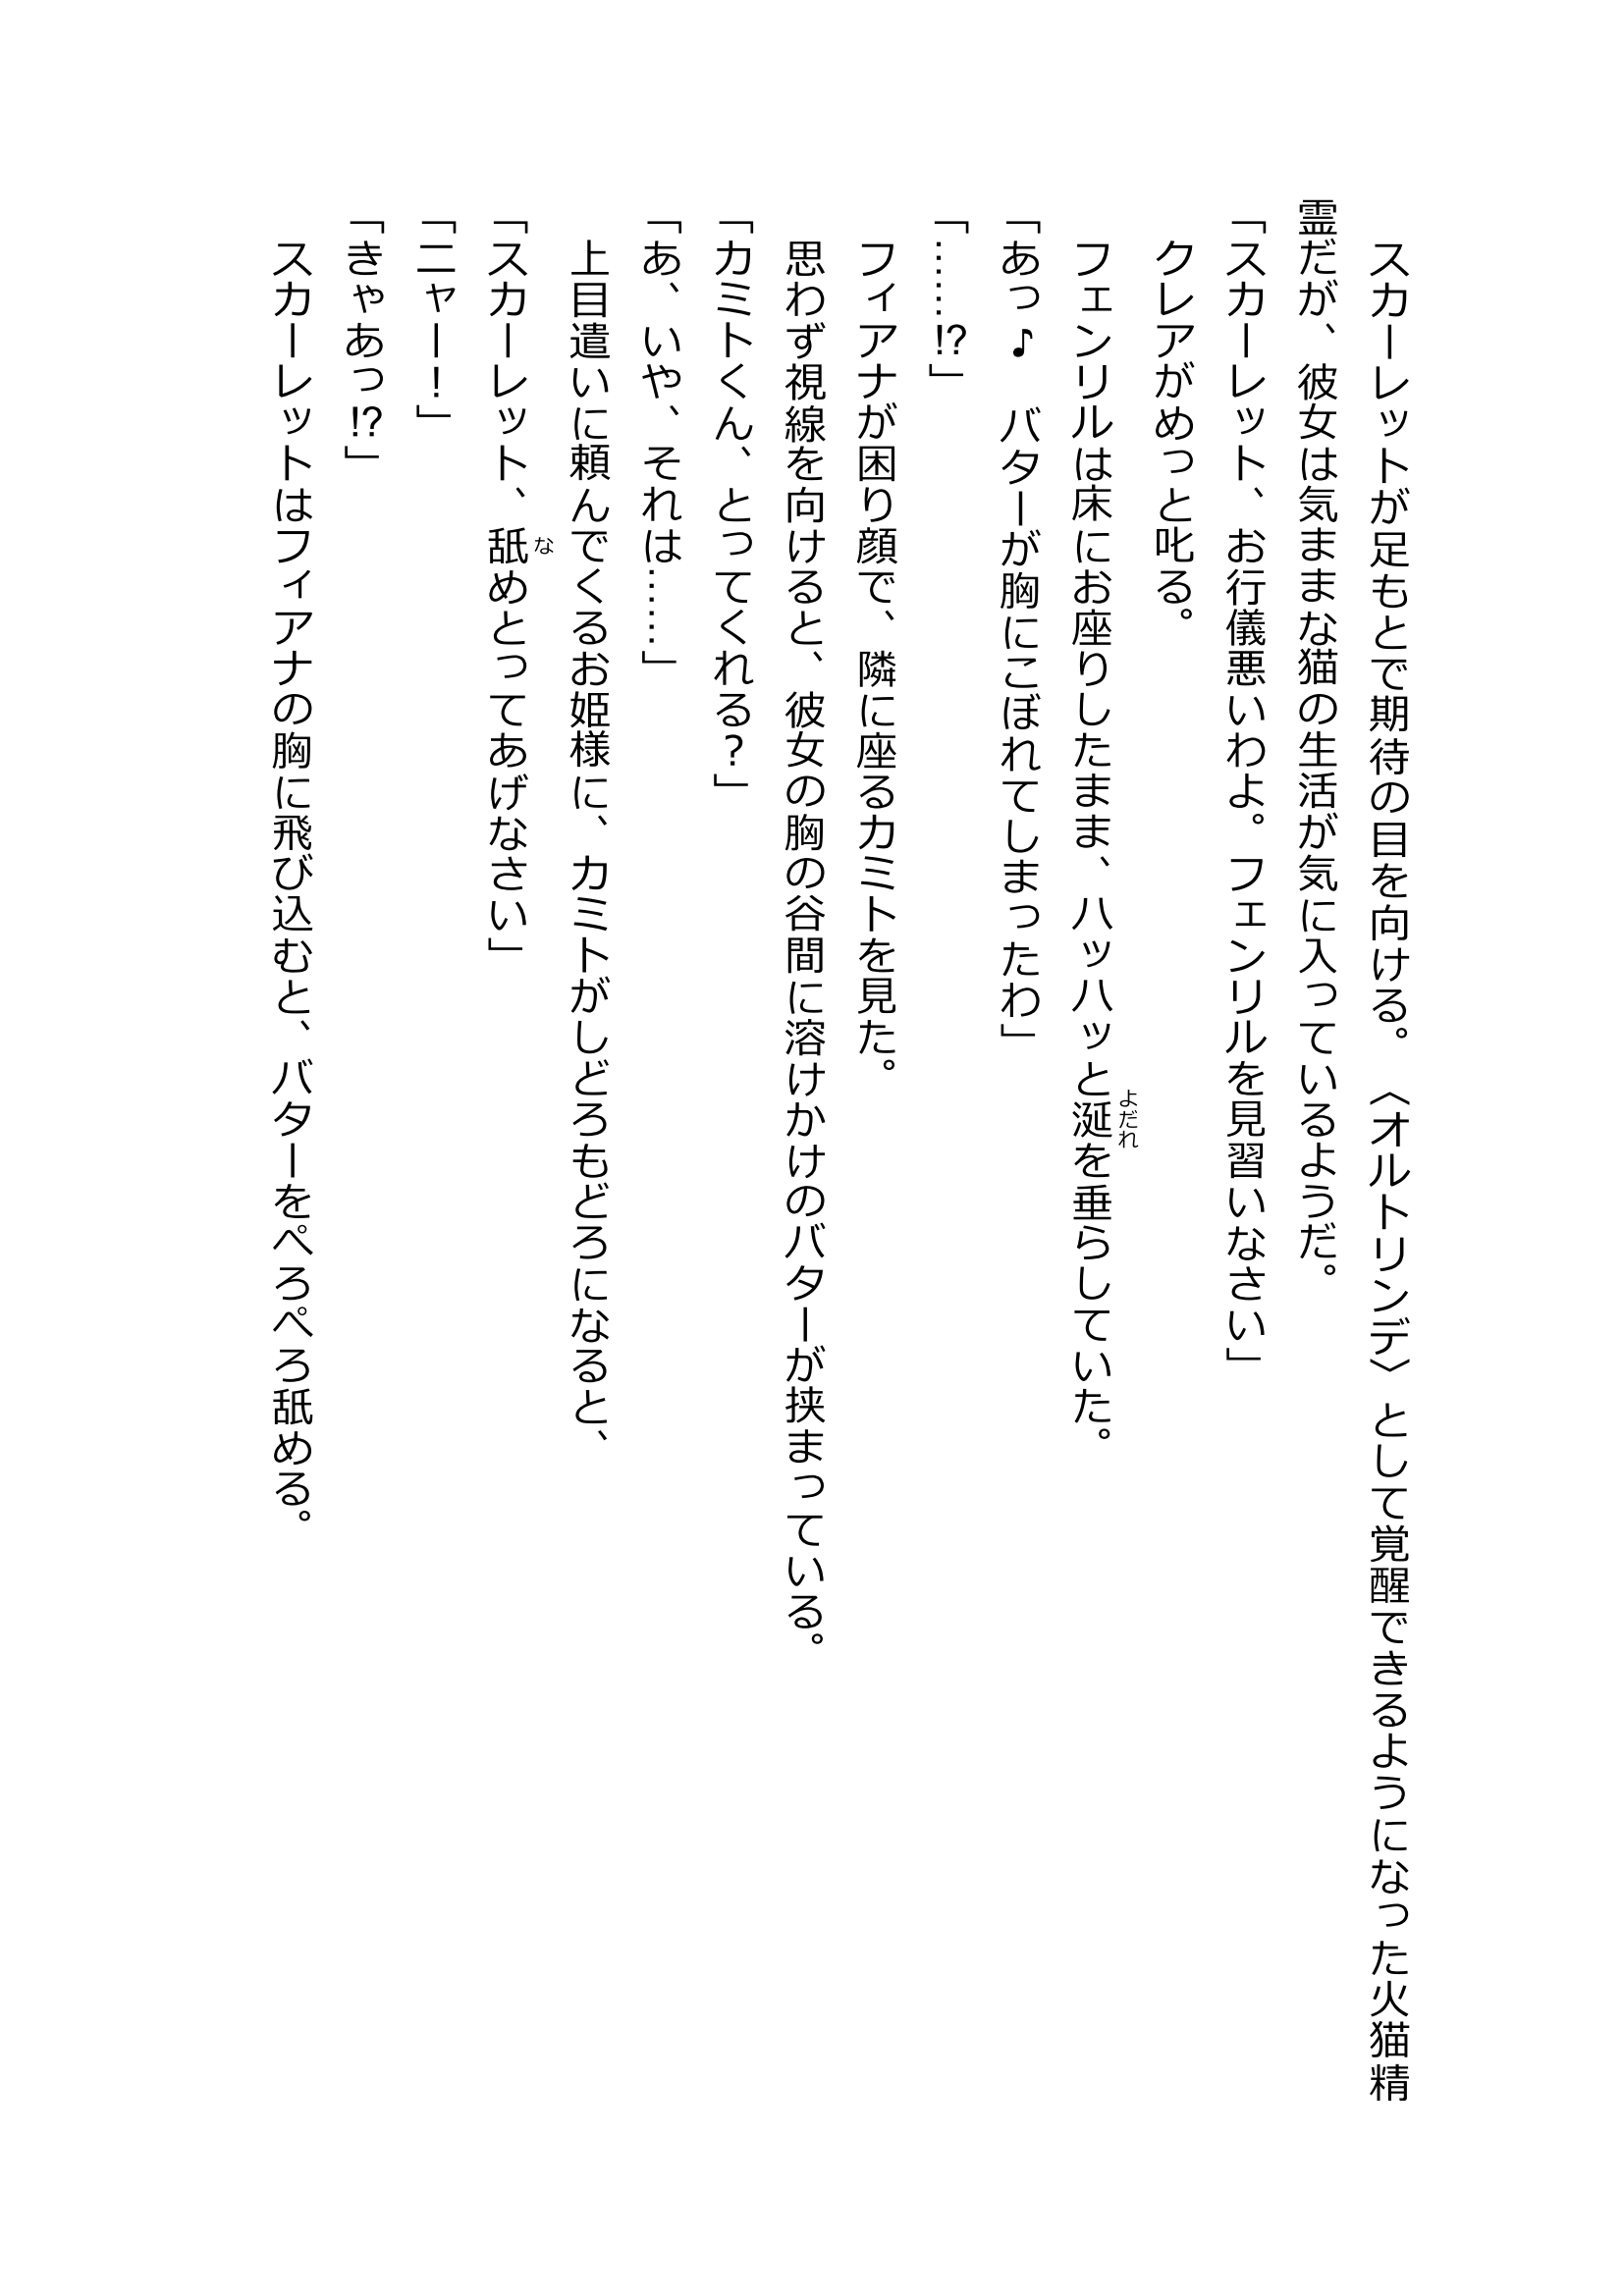 スカーレットが足もとで期待の目を向ける。〈オルトリンデ〉として覚醒できるようになった火猫精
霊だが、彼女は気ままな猫の生活が気に入っているようだ。
「スカーレット、お行儀悪いわよ。フェンリルを見習いなさい」
　クレアがめっと叱る。
　フェンリルは床にお座りしたまま、ハッハッと涎を垂らしていた。
よだれ
「あっ♪　バターが胸にこぼれてしまったわ」
「……⁉」
　フィアナが困り顔で、隣に座るカミトを見た。
　思わず視線を向けると、彼女の胸の谷間に溶けかけのバターが挟まっている。
「カミトくん、とってくれる？」
「あ、いや、それは……」
　上目遣いに頼んでくるお姫様に、カミトがしどろもどろになると、
「スカーレット、舐めとってあげなさい」
な
「ニャー！」
「きゃあっ⁉」
　スカーレットはフィアナの胸に飛び込むと、バターをぺろぺろ舐める。